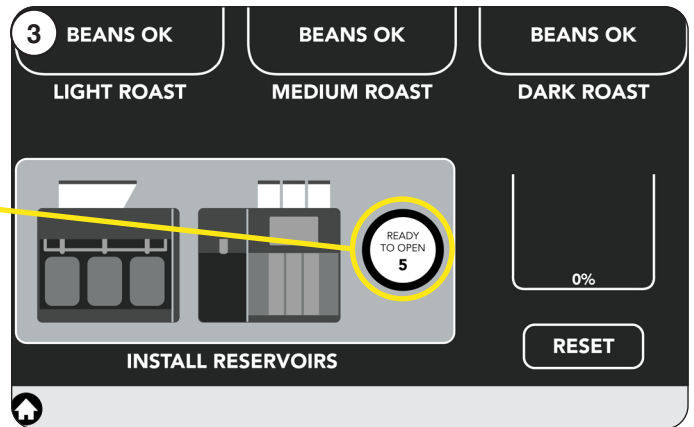 3
BEANS OK
BEANS OK
BEANS OK
LIGHT ROAST
MEDIUM ROAST
DARK ROAST
READY
TO OPEN
5
0%
INSTALL RESERVOIRS
RESET